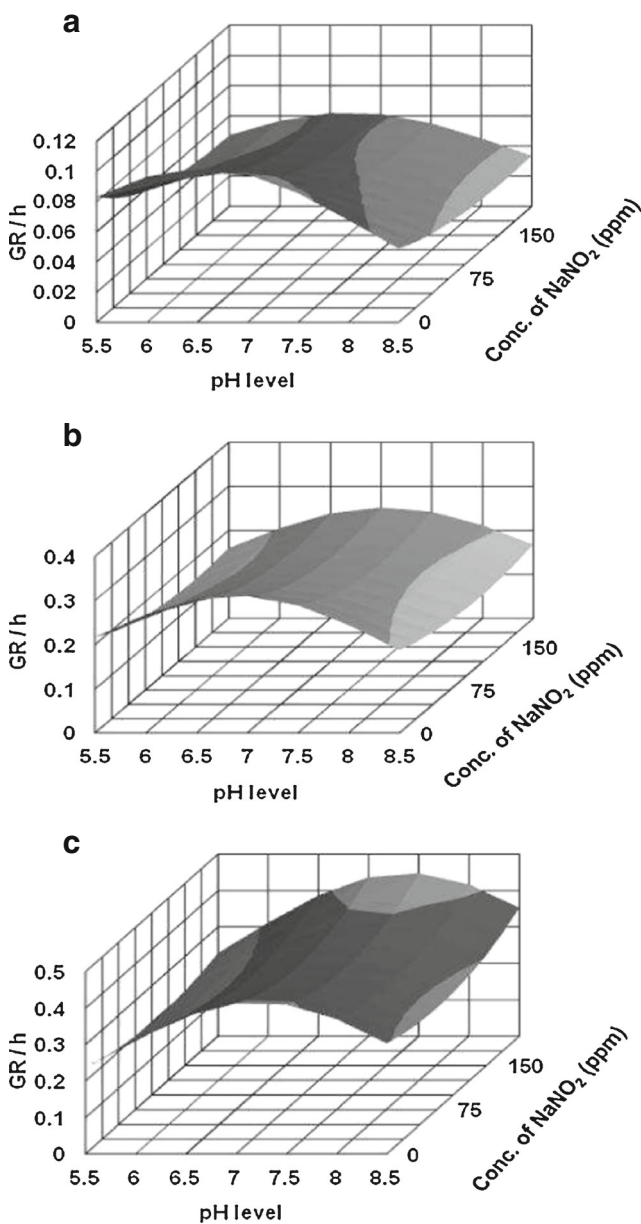 a
0.12
0.1
0.08
0.06
0.04
0.02
0
GR / h
5.5 6 6.5 7 7.5 8 8.5
pH level
0
75
150
Conc. of NaNO₂ (ppm)
b
0.4
0.3
0.2
0.1
0
GR / h
5.5 6 6.5 7 7.5 8 8.5
pH level
0
75
150
Conc. of NaNO₂ (ppm)
c
0.5
0.4
0.3
0.2
0.1
0
GR / h
5.5 6 6.5 7 7.5 8 8.5
pH level
0
75
150
Conc. of NaNO₂ (ppm)